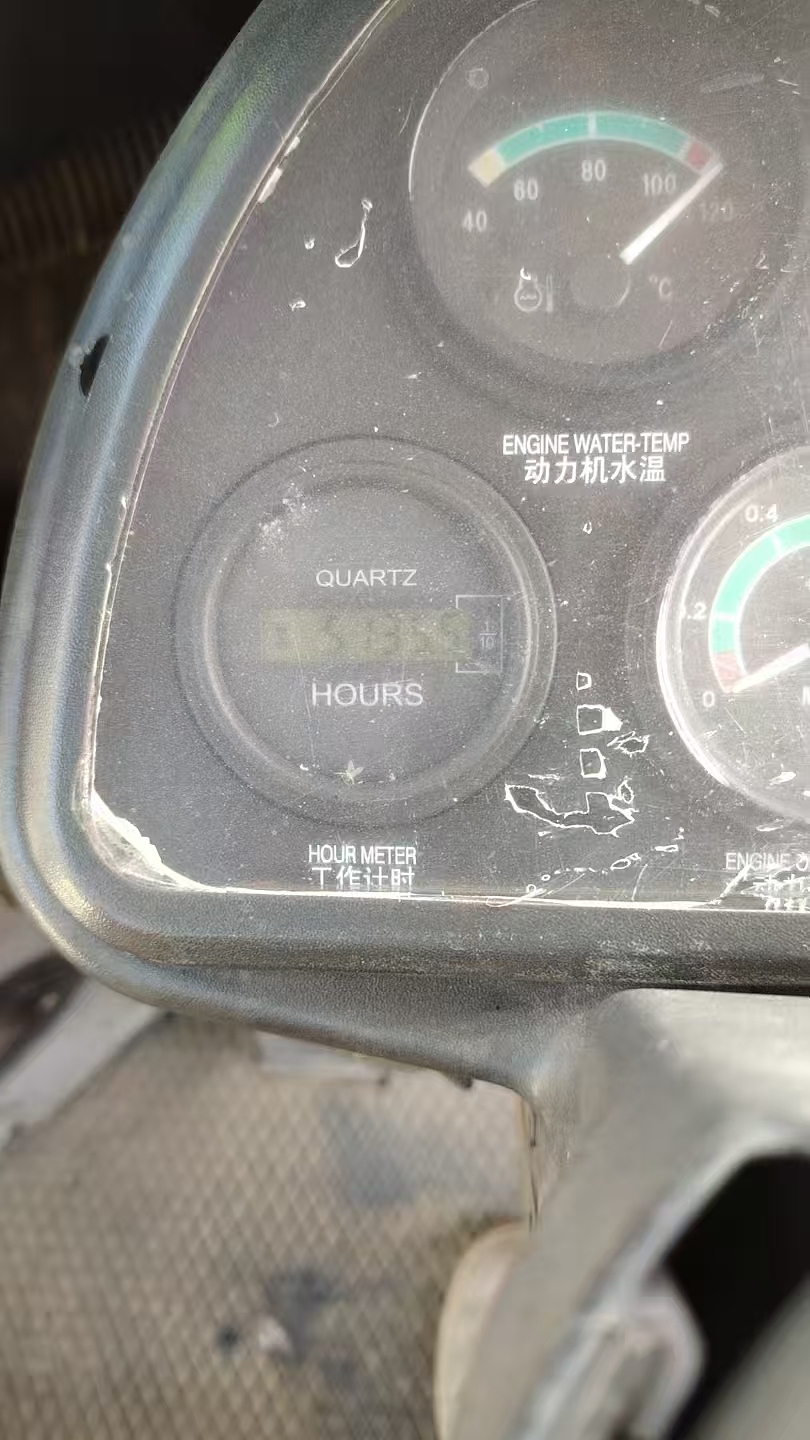 40 60 80 100 120
°C
ENGINE WATER-TEMP
动力机水温
0.4
0
QUARTZ
1/10
HOURS
HOUR METER
工作计时
ENGINE